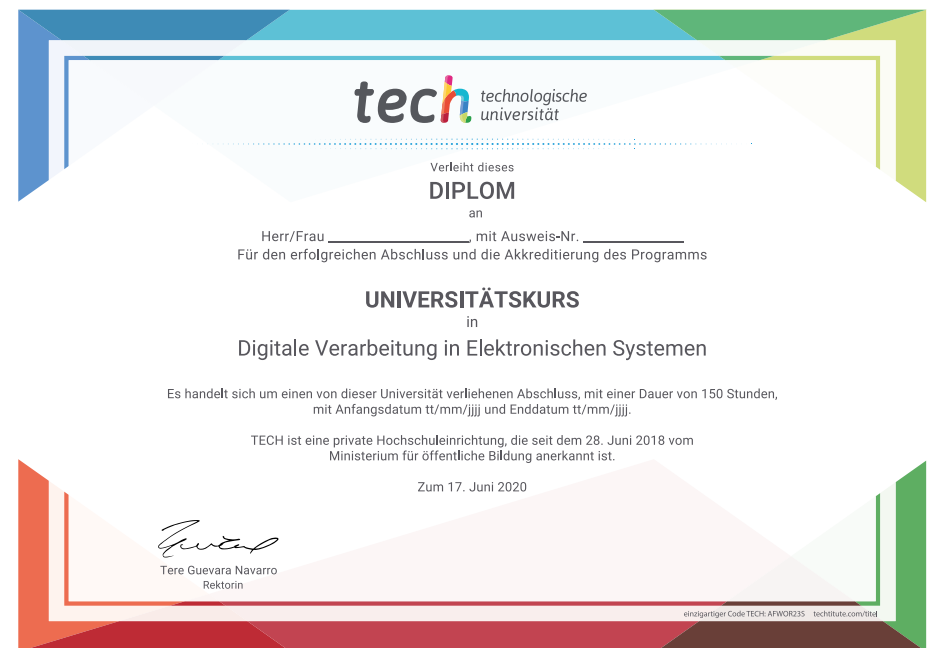 tech technologische
universität
Verleiht dieses
DIPLOM
an
Herr/Frau ____________________, mit Ausweis-Nr. ______________
Für den erfolgreichen Abschluss und die Akkreditierung des Programms
UNIVERSITÄTSKURS
in
Digitale Verarbeitung in Elektronischen Systemen
Es handelt sich um einen von dieser Universität verliehenen Abschluss, mit einer Dauer von 150 Stunden,
mit Anfangsdatum tt/mm/jjjj und Enddatum tt/mm/jjjj.
TECH ist eine private Hochschuleinrichtung, die seit dem 28. Juni 2018 vom
Ministerium für öffentliche Bildung anerkannt ist.
Zum 17. Juni 2020
Tere Guevara Navarro
Rektorin
einzigartiger Code TECH: AFWOR23S techtitute.com/titel